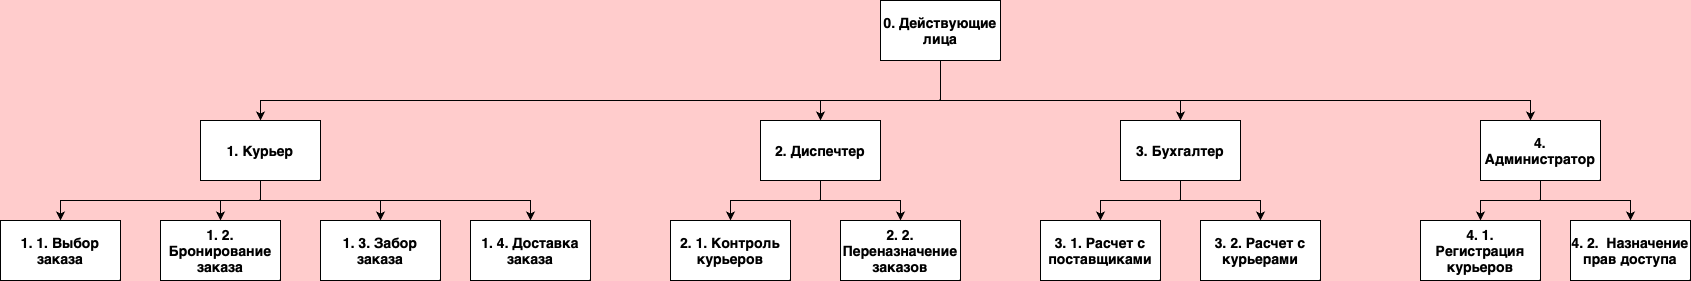 0. Действующие
лица
1. Курьер
2. Диспечтер
3. Бухгалтер
4.
Администратор
1. 1. Выбор
заказа
1. 2.
Бронирование
заказа
1. 3. Забор
заказа
1. 4. Доставка
заказа
2. 1. Контроль
курьеров
2. 2.
Переназначение
заказов
3. 1. Расчет с
поставщиками
3. 2. Расчет с
курьерами
4. 1.
Регистрация
курьеров
4. 2. Назначение
прав доступа